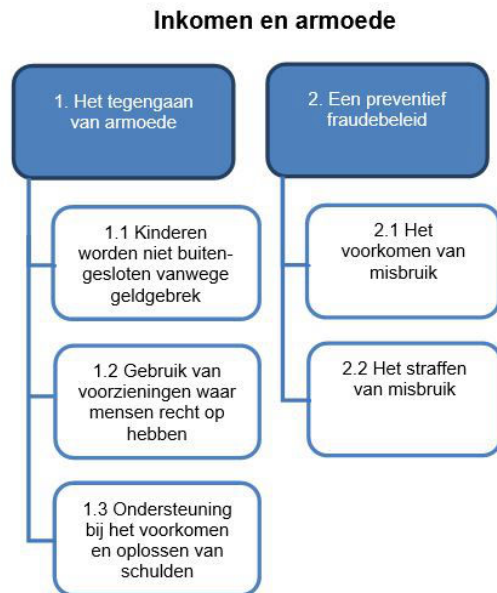 Inkomen en armoede
1. Het tegengaan
van armoede
1.1 Kinderen
worden niet buiten-
gesloten vanwege
geldgebrek
1.2 Gebruik van
voorzieningen waar
mensen recht op
hebben
1.3 Ondersteuning
bij het voorkomen
en oplossen van
schulden
2. Een preventief
fraudebeleid
2.1 Het
voorkomen van
misbruik
2.2 Het straffen
van misbruik